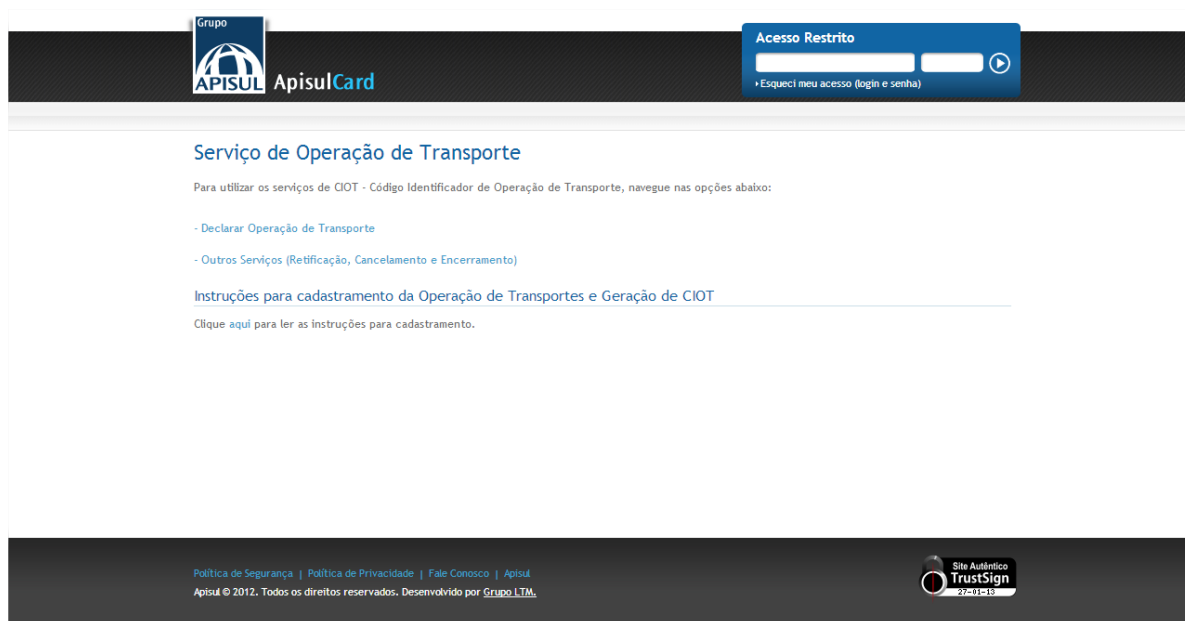 Grupo
APISUL
ApisulCard
Acesso Restrito
Esqueci meu acesso (login e senha)
Serviço de Operação de Transporte
Para utilizar os serviços de CIOT - Código Identificador de Operação de Transporte, navegue nas opções abaixo:
- Declarar Operação de Transporte
- Outros Serviços (Retificação, Cancelamento e Encerramento)
Instruções para cadastramento da Operação de Transportes e Geração de CIOT
Clique aqui para ler as instruções para cadastramento.
Política de Segurança | Política de Privacidade | Fale Conosco | Apisul
Apisul © 2012. Todos os direitos reservados. Desenvolvido por Grupo LTM.
Site Autêntico
TrustSign
27-01-13